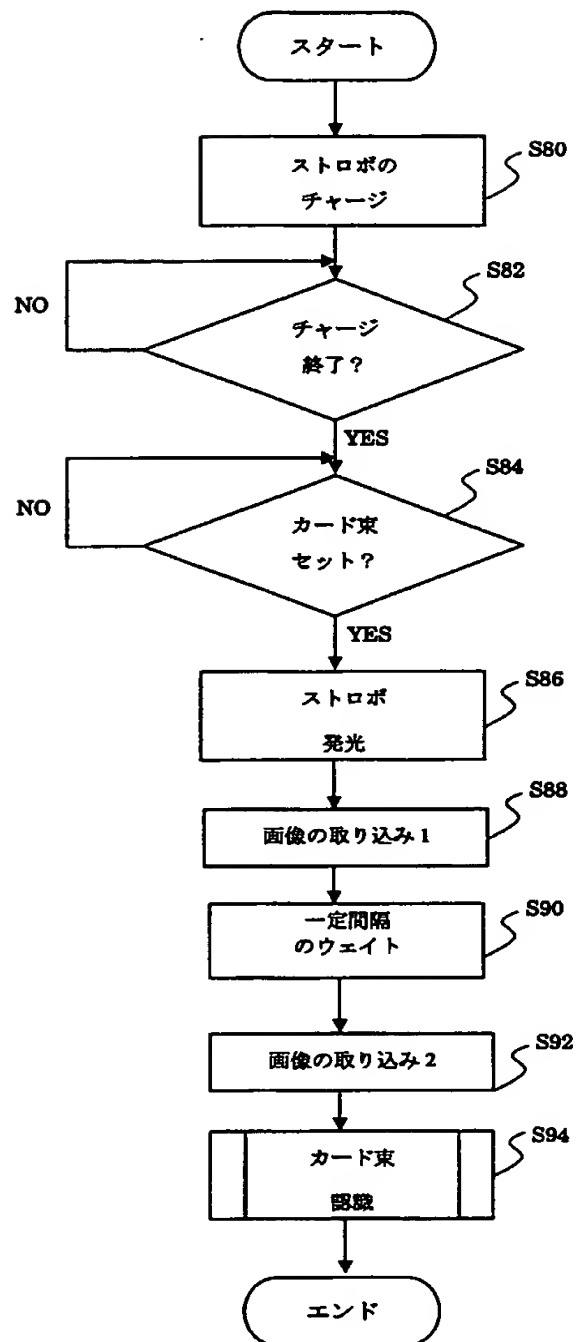 スタート
S80
ストロボの
チャージ
S82
NO
チャージ
終了？
YES
S84
NO
カード束
セット？
YES
S86
ストロボ
発光
S88
画像の取り込み1
S90
一定間隔
のウェイト
S92
画像の取り込み2
S94
カード束
認識
エンド